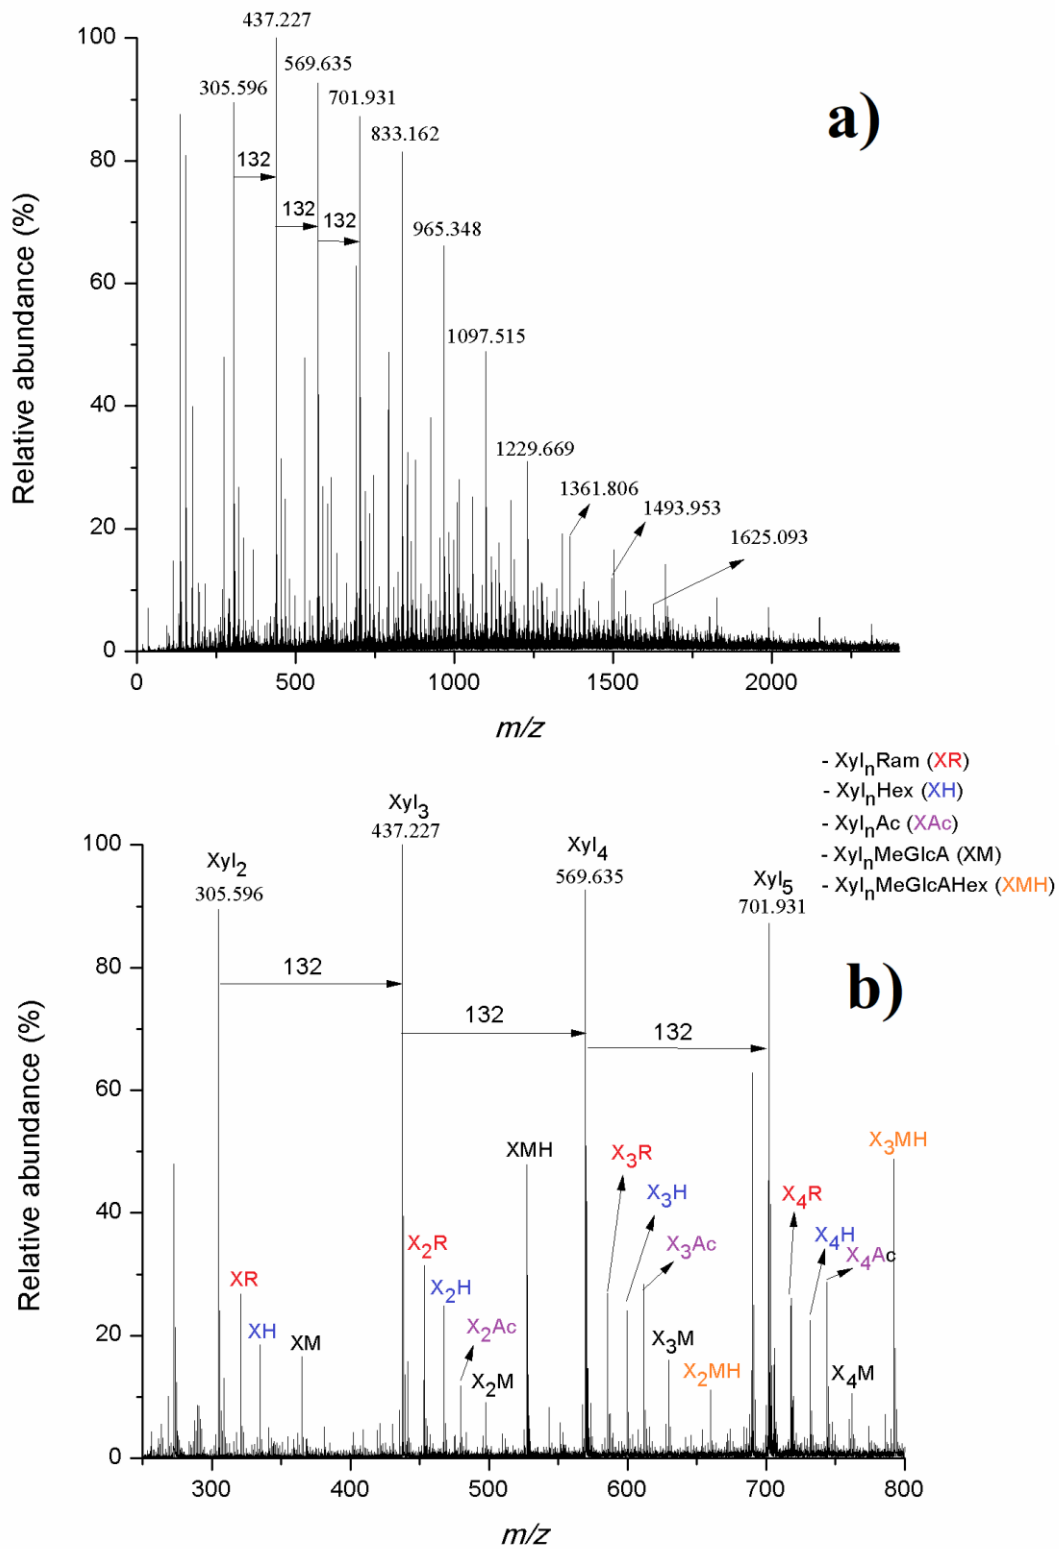 437.227
100
569.635
305.596
701.931
a)
833.162
80
132
132
132
965.348
60
1097.515
40
1229.669
1361.806
1493.953
20
1625.093
0
0
500
1000
1500
2000
Relative abundance (%)
m/z
- XylnRam (XR)
- XylnHex (XH)
- XylnAc (XAc)
- XylnMeGlcA (XM)
- XylnMeGlcAHex (XMH)
Xyl3
437.227
100
Xyl4
569.635
Xyl2
305.596
Xyl5
701.931
132
80
b)
132
132
60
XMH
X3R
X3MH
X3H
X4R
40
X2R
X3Ac
X4H
X4Ac
XR
X2H
XH
X2Ac
20
XM
X2M
X3M
X2MH
X4M
0
300
400
500
600
700
800
Relative abundance (%)
m/z